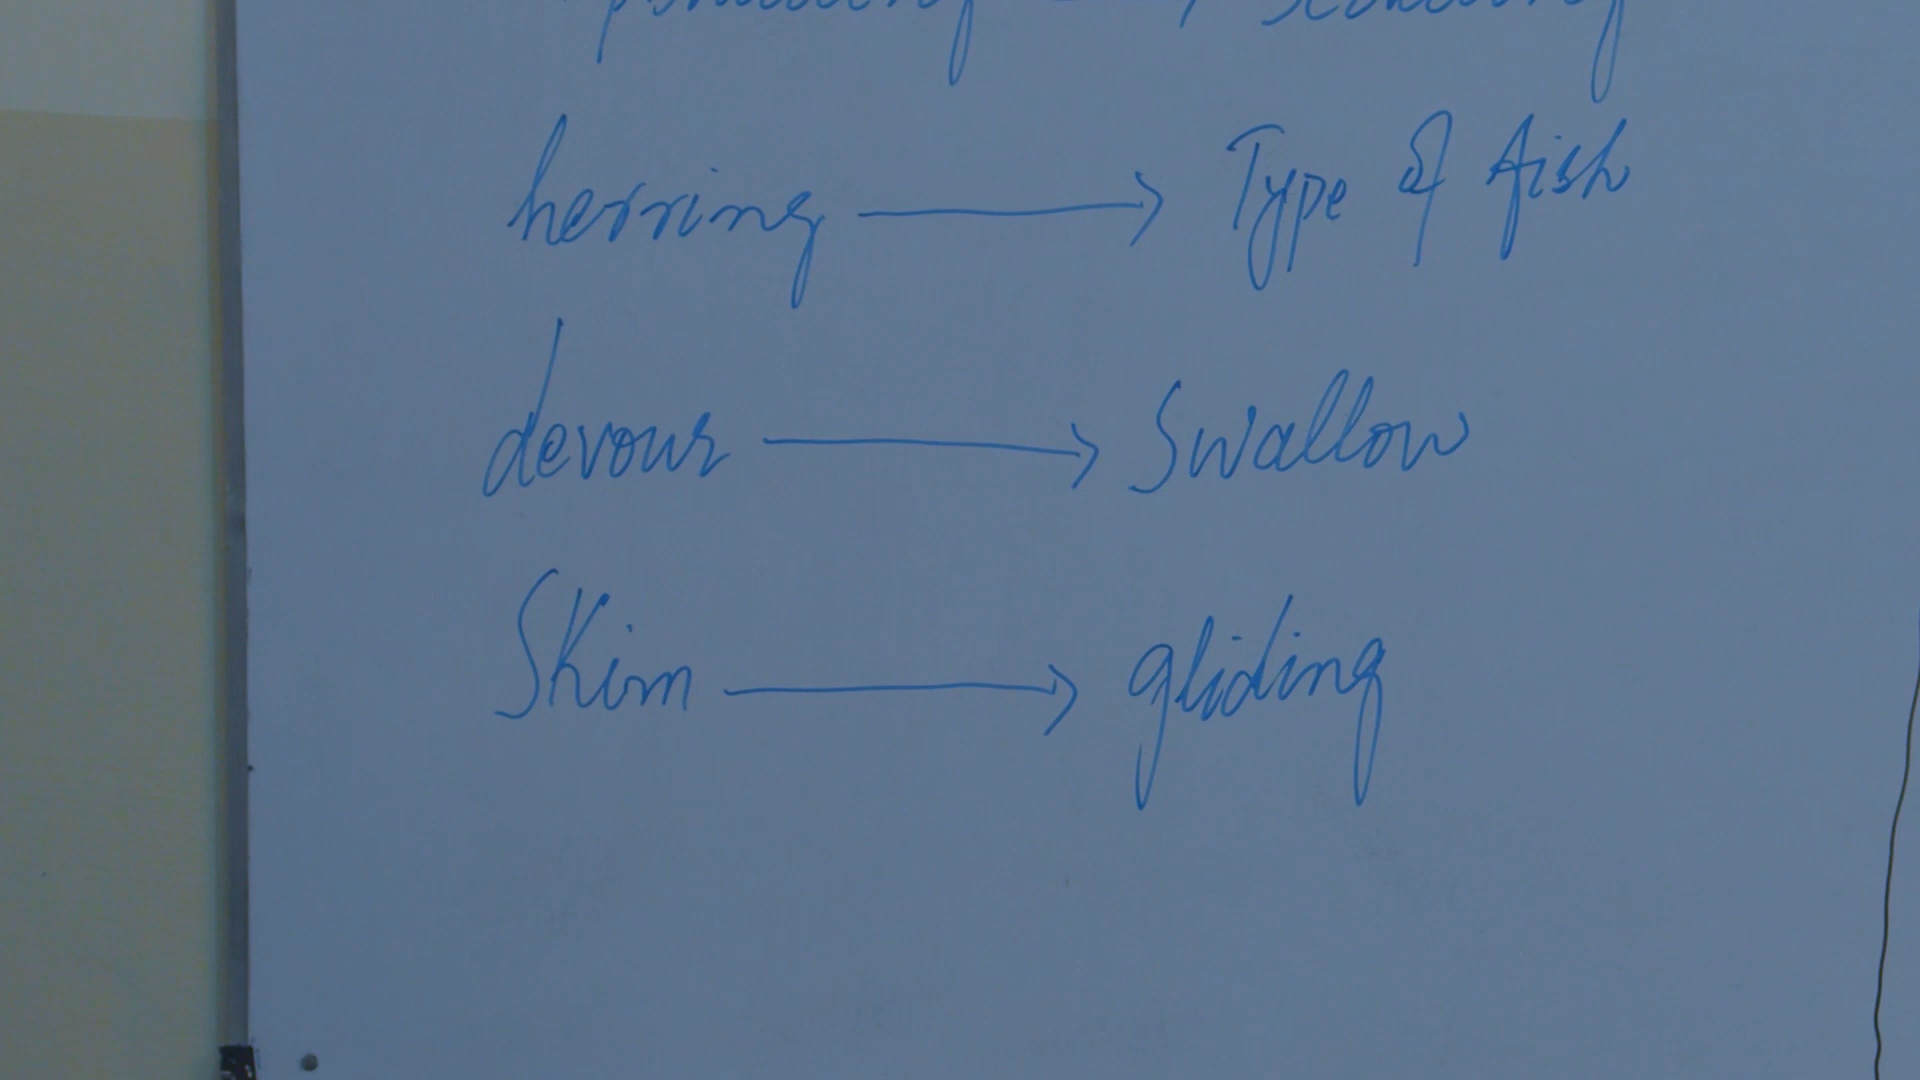 herring → Type of fish
devour → Swallow
Skim → gliding